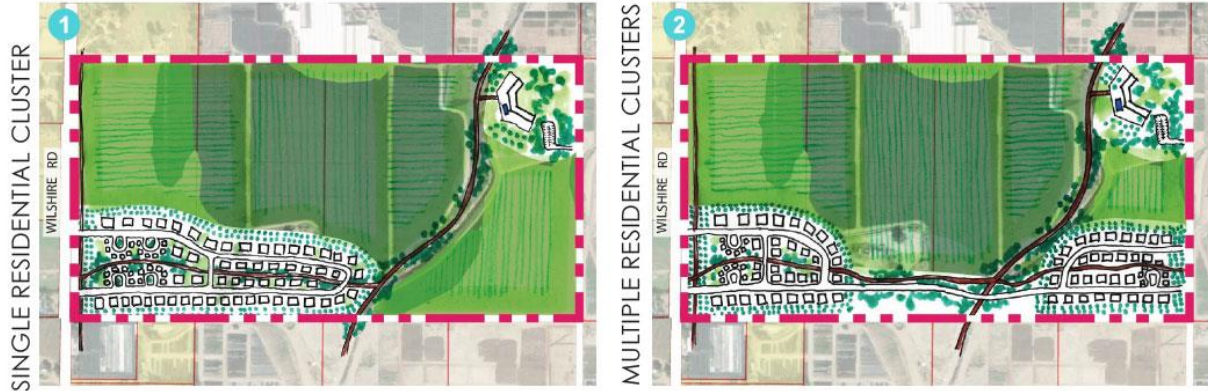 SINGLE RESIDENTIAL CLUSTER
1
WILSHIRE RD
MULTIPLE RESIDENTIAL CLUSTERS
2
WILSHIRE RD